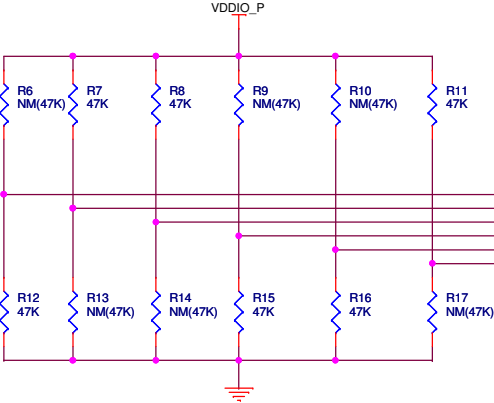 VDDIO_P
R6 R7 R8 R9 R10 R11
NM(47K) 47K 47K NM(47K) NM(47K) 47K
R12 R13 R14 R15 R16 R17
47K NM(47K) NM(47K) 47K 47K NM(47K)